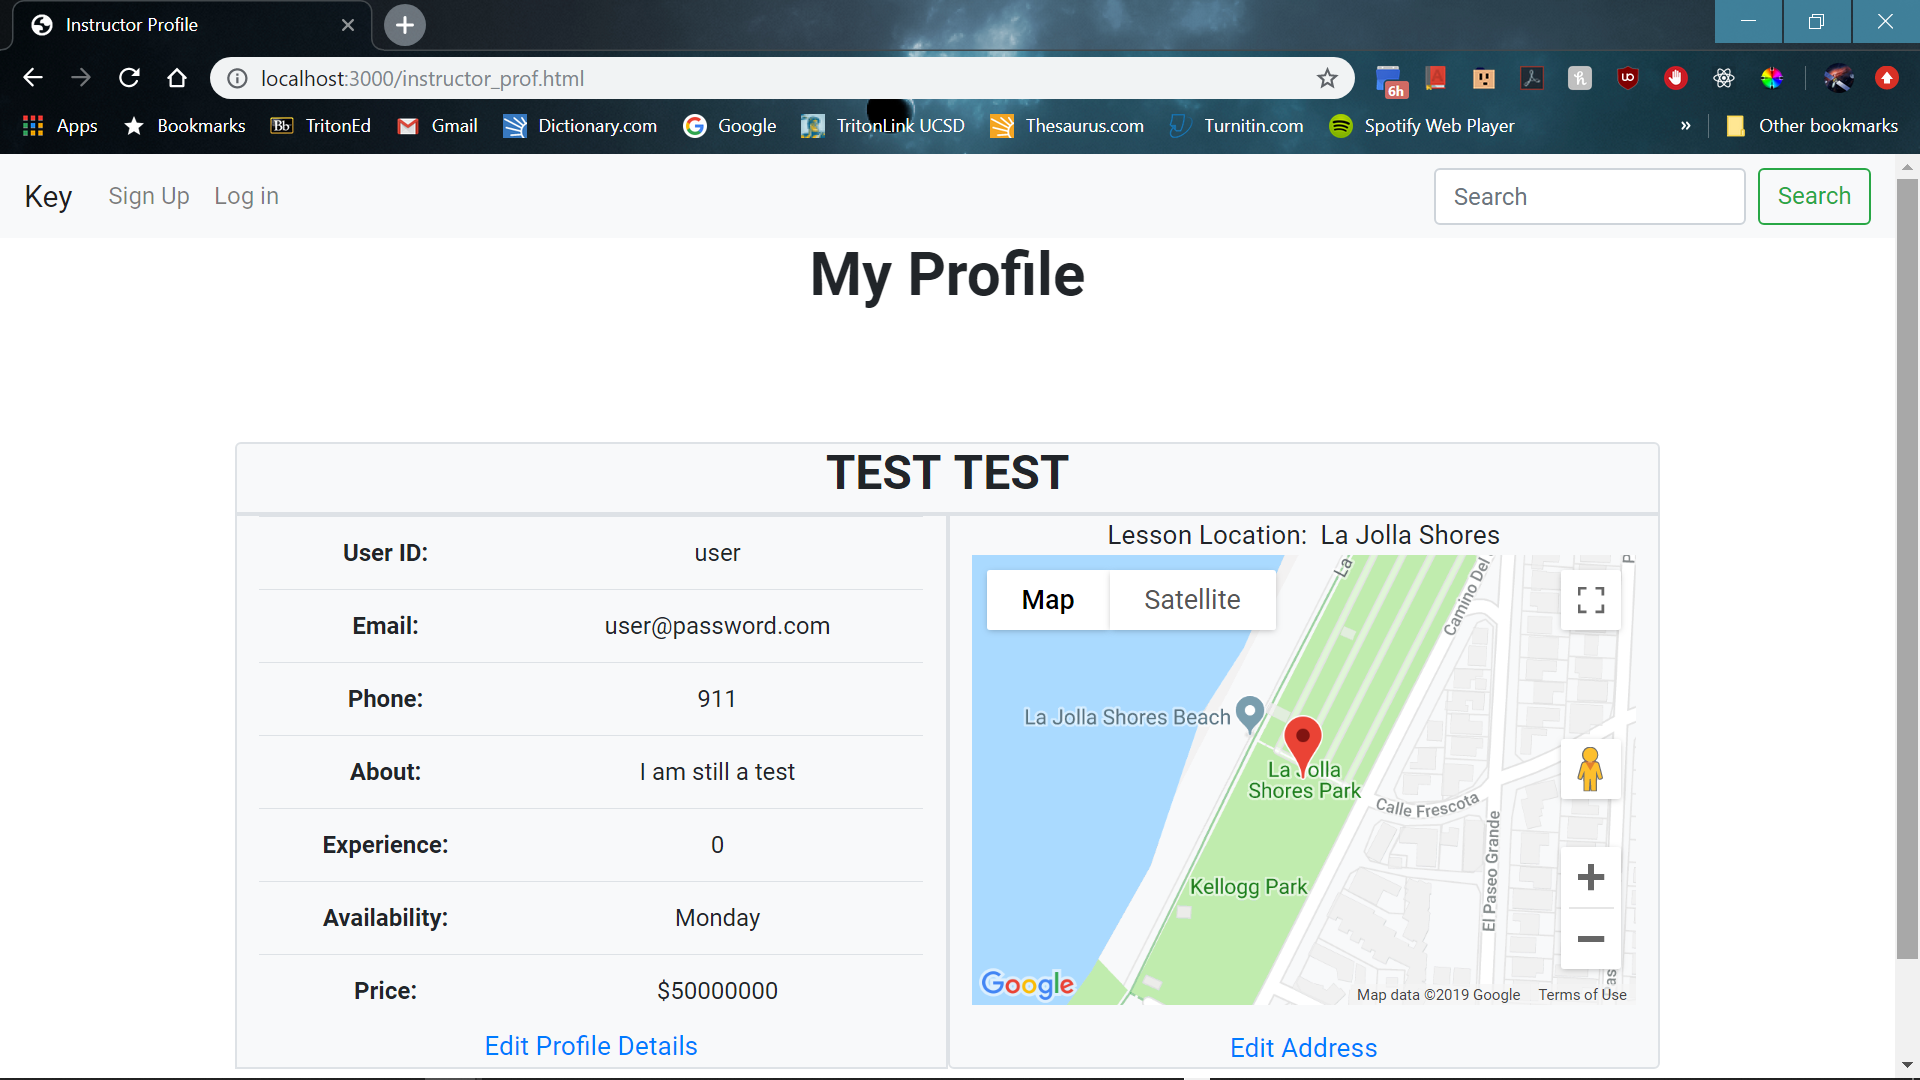 Instructor Profile
localhost:3000/instructor_prof.html
6h
Apps Bookmarks Bb TritonEd Gmail Dictionary.com Google TritonLink UCSD Thesaurus.com Turnitin.com Spotify Web Player » Other bookmarks
Key Sign Up Log in Search Search
My Profile
TEST TEST
User ID: user
Email: user@password.com
Phone: 911
About: I am still a test
Experience: 0
Availability: Monday
Price: $50000000
Edit Profile Details
Lesson Location: La Jolla Shores
Map Satellite
La
Camino Del
La Jolla Shores Beach
La Jolla
Shores Park
Calle Frescota
El Paseo Grande
Kellogg Park
Google
Map data ©2019 Google Terms of Use
Edit Address